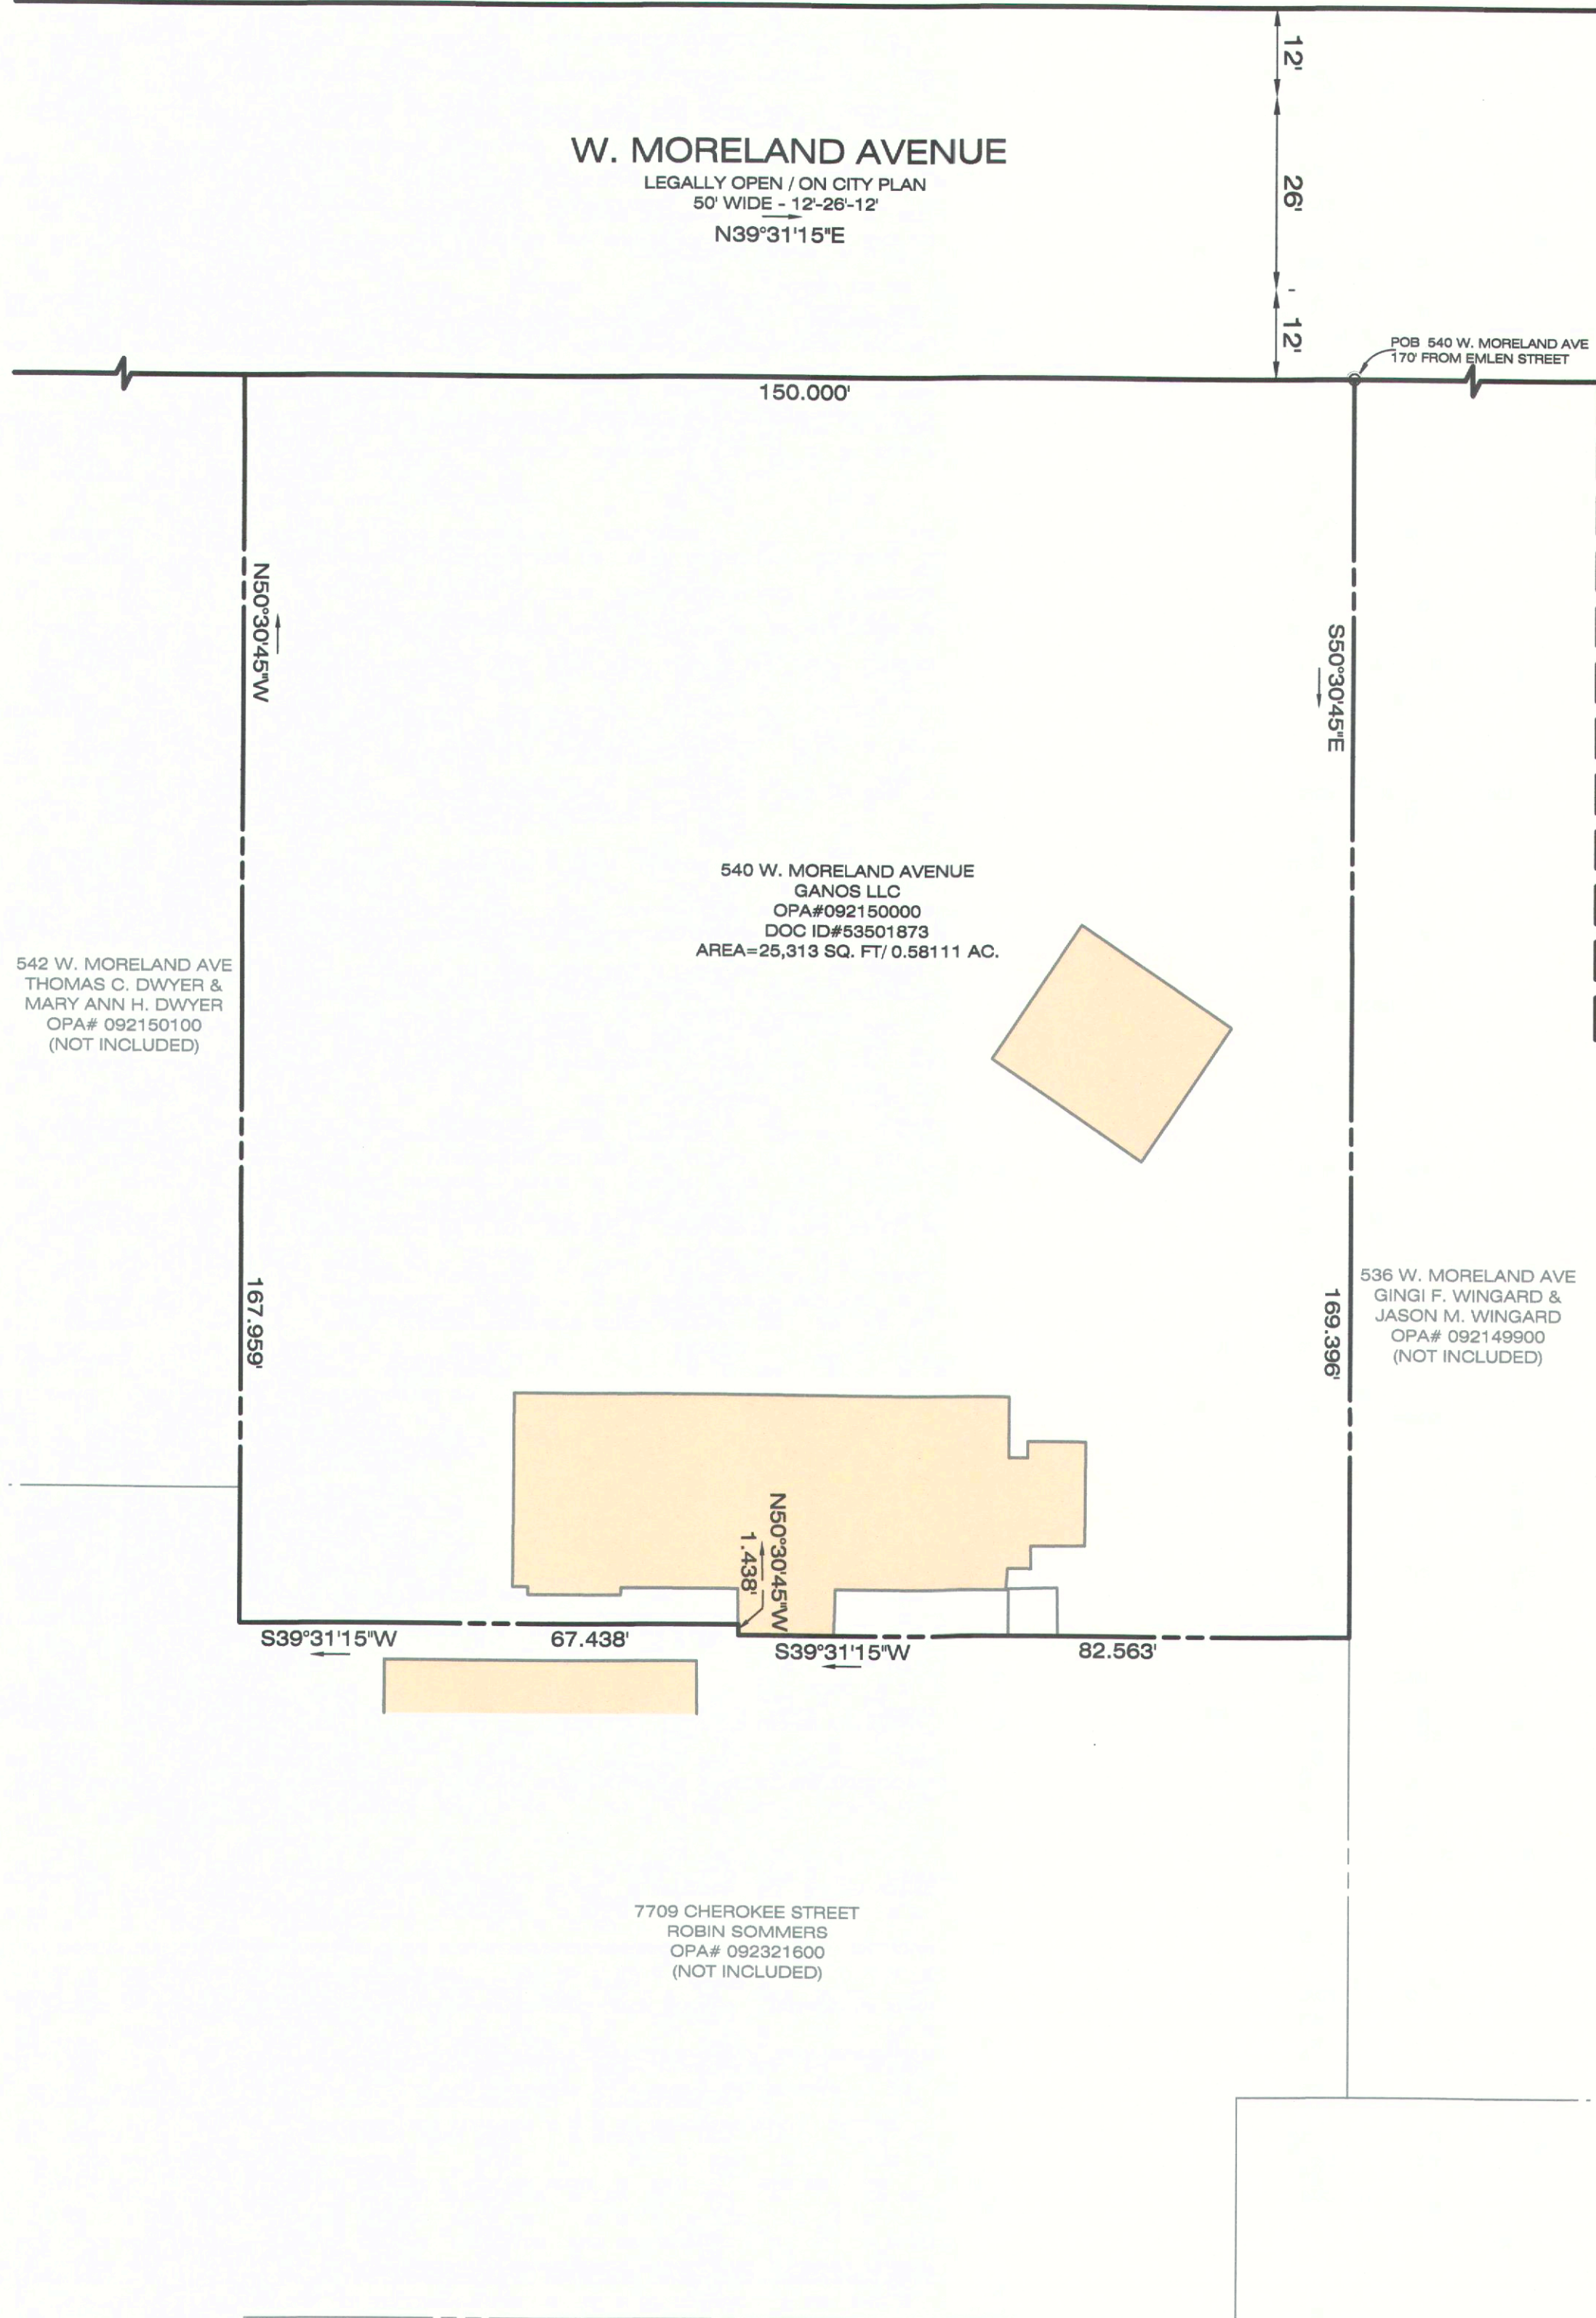 12'
W. MORELAND AVENUE
LEGALLY OPEN / ON CITY PLAN
50' WIDE - 12'-26'-12'
N39°31'15"E
26'
12'
POB 540 W. MORELAND AVE
170' FROM EMLEN STREET
150.000'
N50°30'45"W
S50°30'45"E
540 W. MORELAND AVENUE
GANOS LLC
OPA#092150000
DOC ID#53501873
AREA=25,313 SQ. FT/ 0.58111 AC.
542 W. MORELAND AVE
THOMAS C. DWYER &
MARY ANN H. DWYER
OPA# 092150100
(NOT INCLUDED)
167.959'
169.396'
536 W. MORELAND AVE
GINGI F. WINGARD &
JASON M. WINGARD
OPA# 092149900
(NOT INCLUDED)
N50°30'45"W
1.438'
S39°31'15"W
67.438'
S39°31'15"W
82.563'
7709 CHEROKEE STREET
ROBIN SOMMERS
OPA# 092321600
(NOT INCLUDED)